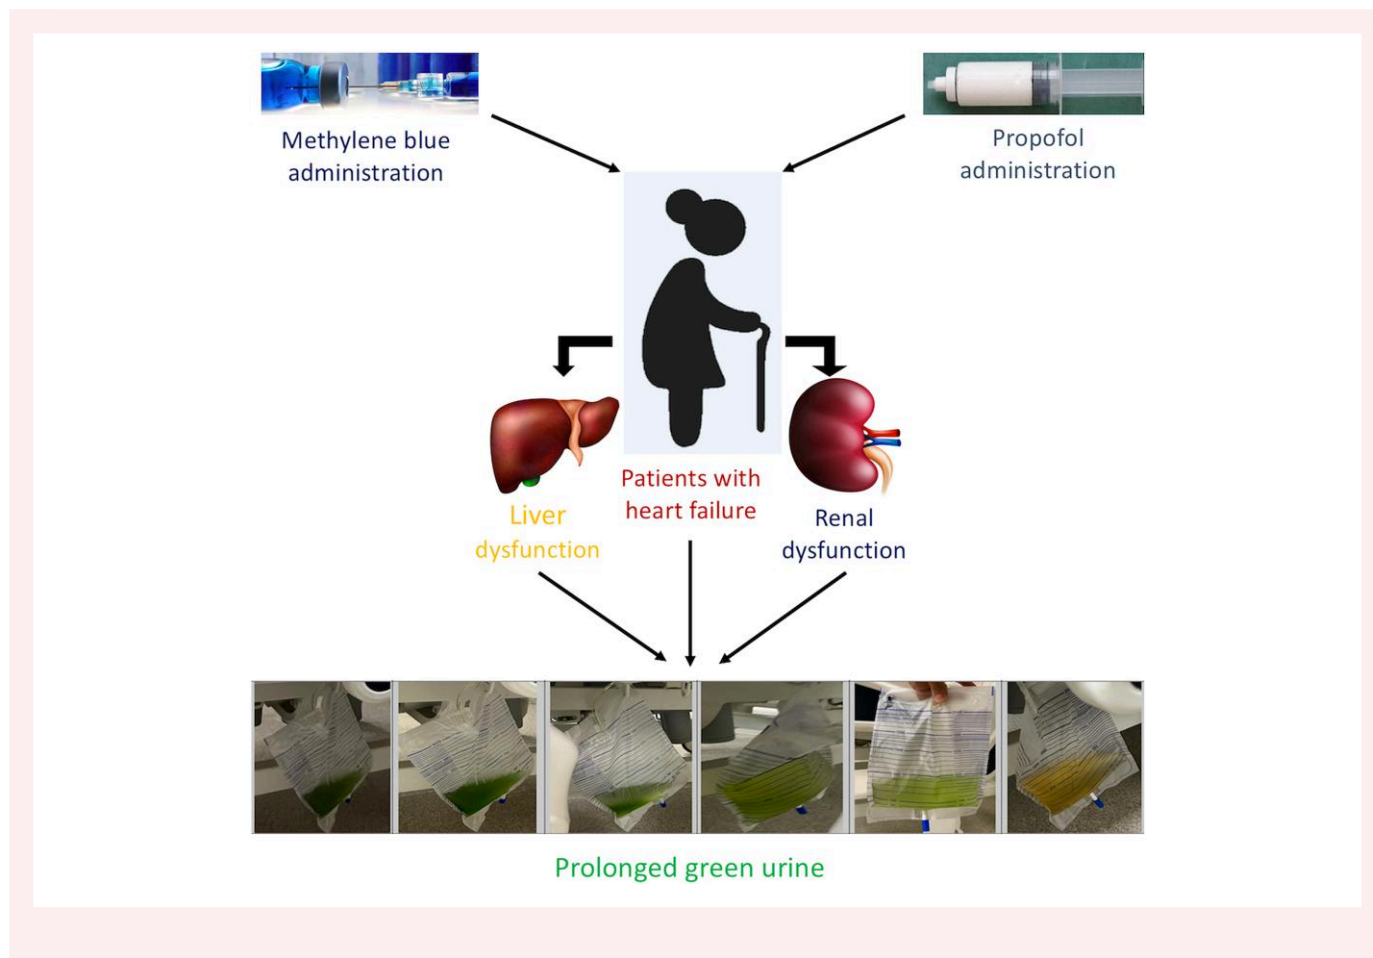 Methylene blue
administration
Propofol
administration
Patients with
heart failure
Liver
dysfunction
Renal
dysfunction
Prolonged green urine